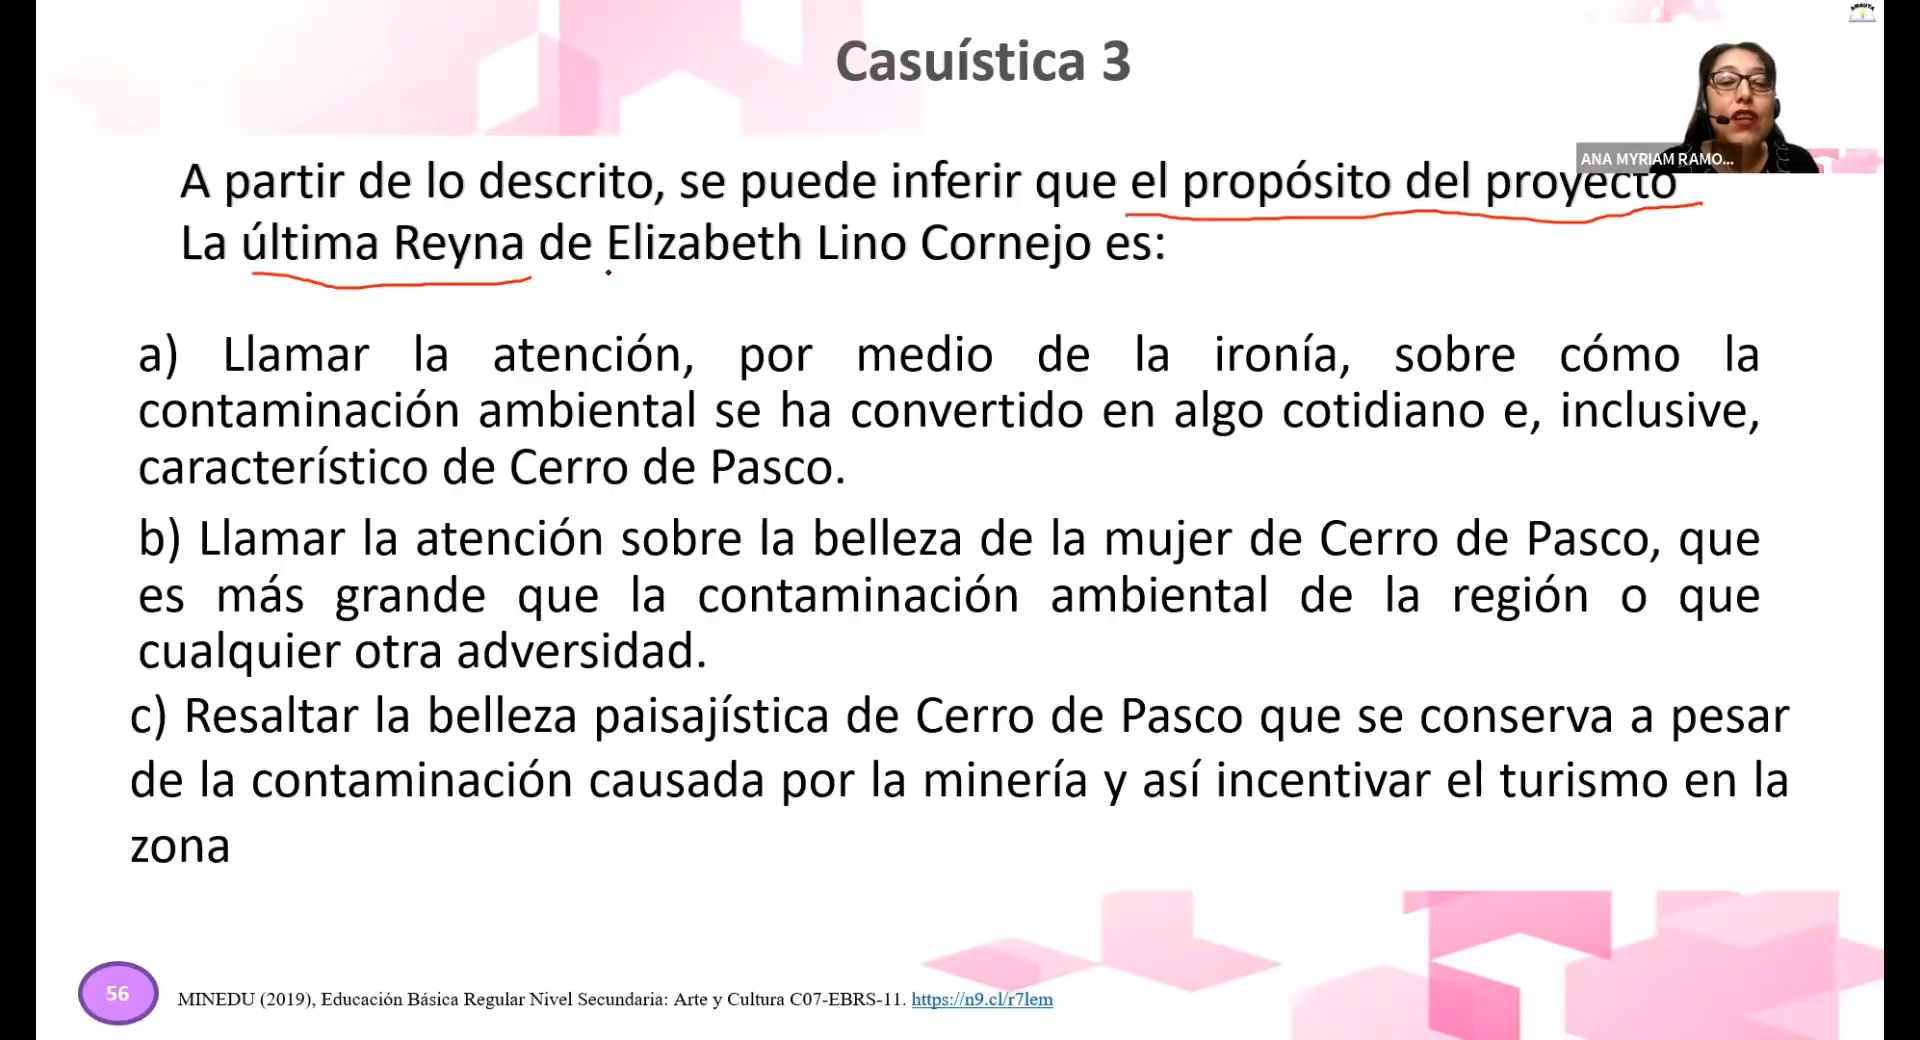 AMAUTA
Casuística 3
ANA MYRIAM RAMO...
A partir de lo descrito, se puede inferir que el propósito del proyecto
La última Reyna de Elizabeth Lino Cornejo es:
a) Llamar la atención, por medio de la ironía, sobre cómo la
contaminación ambiental se ha convertido en algo cotidiano e, inclusive,
característico de Cerro de Pasco.
b) Llamar la atención sobre la belleza de la mujer de Cerro de Pasco, que
es más grande que la contaminación ambiental de la región o que
cualquier otra adversidad.
c) Resaltar la belleza paisajística de Cerro de Pasco que se conserva a pesar
de la contaminación causada por la minería y así incentivar el turismo en la
zona
56
MINEDU (2019), Educación Básica Regular Nivel Secundaria: Arte y Cultura C07-EBRS-11. https://n9.cl/r7lem